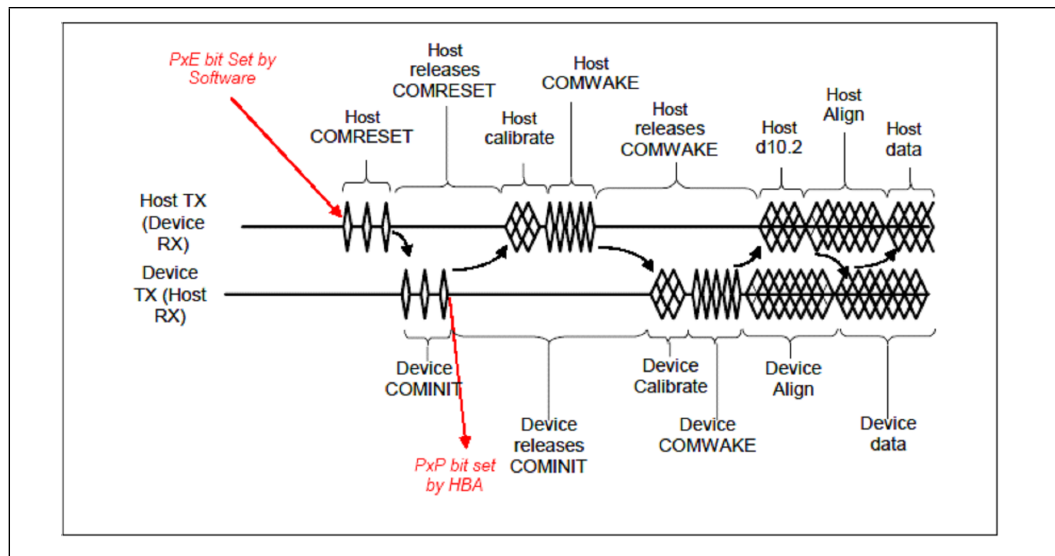 PxE bit Set by
Software
Host
releases
COMRESET
Host
COMWAKE
Host
COMRESET
Host
calibrate
Host
releases
COMWAKE
Host
d10.2
Host
Align
Host
data
Host TX
(Device
RX)
Device
TX (Host
RX)
Device
COMINIT
Device
Calibrate
Device
Align
Device
releases
COMINIT
Device
COMWAKE
Device
data
PxP bit set
by HBA